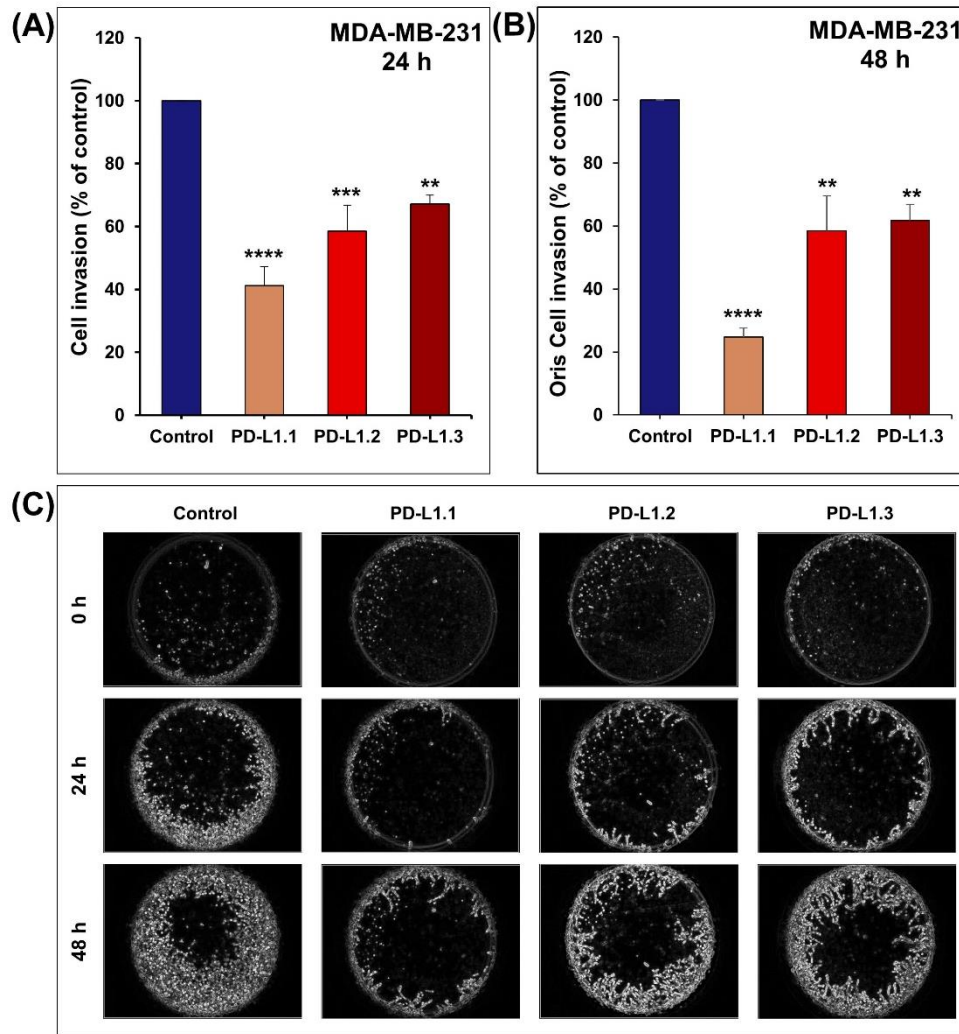 (A)
MDA-MB-231
24 h
Cell invasion (% of control)
120
100
80
60
40
20
0
****
***
**
Control PD-L1.1 PD-L1.2 PD-L1.3
(B)
MDA-MB-231
48 h
Oris Cell invasion (% of control)
120
100
80
60
40
20
0
****
**
**
Control PD-L1.1 PD-L1.2 PD-L1.3
(C)
Control PD-L1.1 PD-L1.2 PD-L1.3
0 h
24 h
48 h